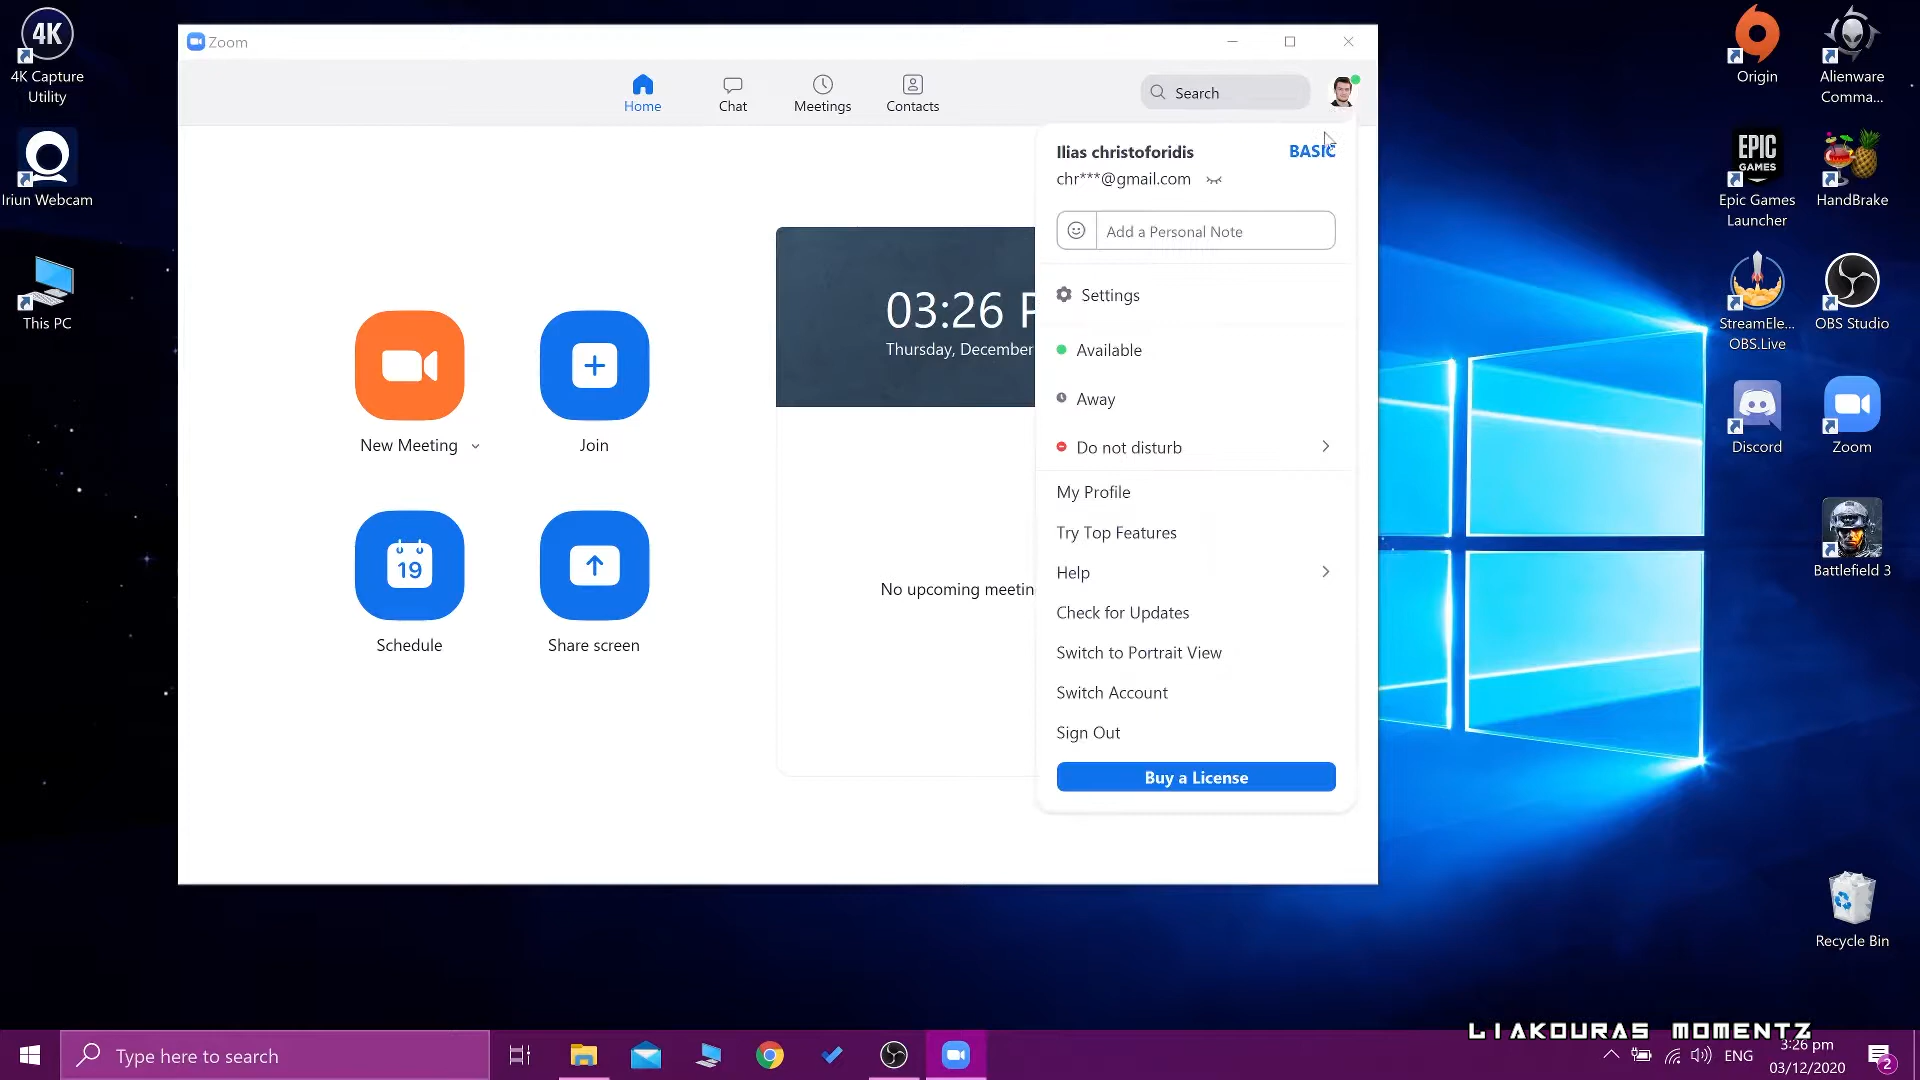 4K
4K Capture
Utility
Iriun Webcam
This PC
Zoom
Home
Chat
Meetings
Contacts
Search
Ilias christoforidis
BASIC
chr***@gmail.com
Add a Personal Note
Settings
Available
Away
Do not disturb
My Profile
Try Top Features
Help
Check for Updates
Switch to Portrait View
Switch Account
Sign Out
Buy a License
03:26 P
Thursday, December
No upcoming meetin
New Meeting
Join
19
Schedule
Share screen
Origin
Alienware
Comma...
EPIC
GAMES
Epic Games
Launcher
HandBrake
StreamEle...
OBS.Live
OBS Studio
Discord
Zoom
Battlefield 3
Recycle Bin
LIAKOURAS MOMENTZ
Type here to search
ENG
3:26 pm
03/12/2020
2